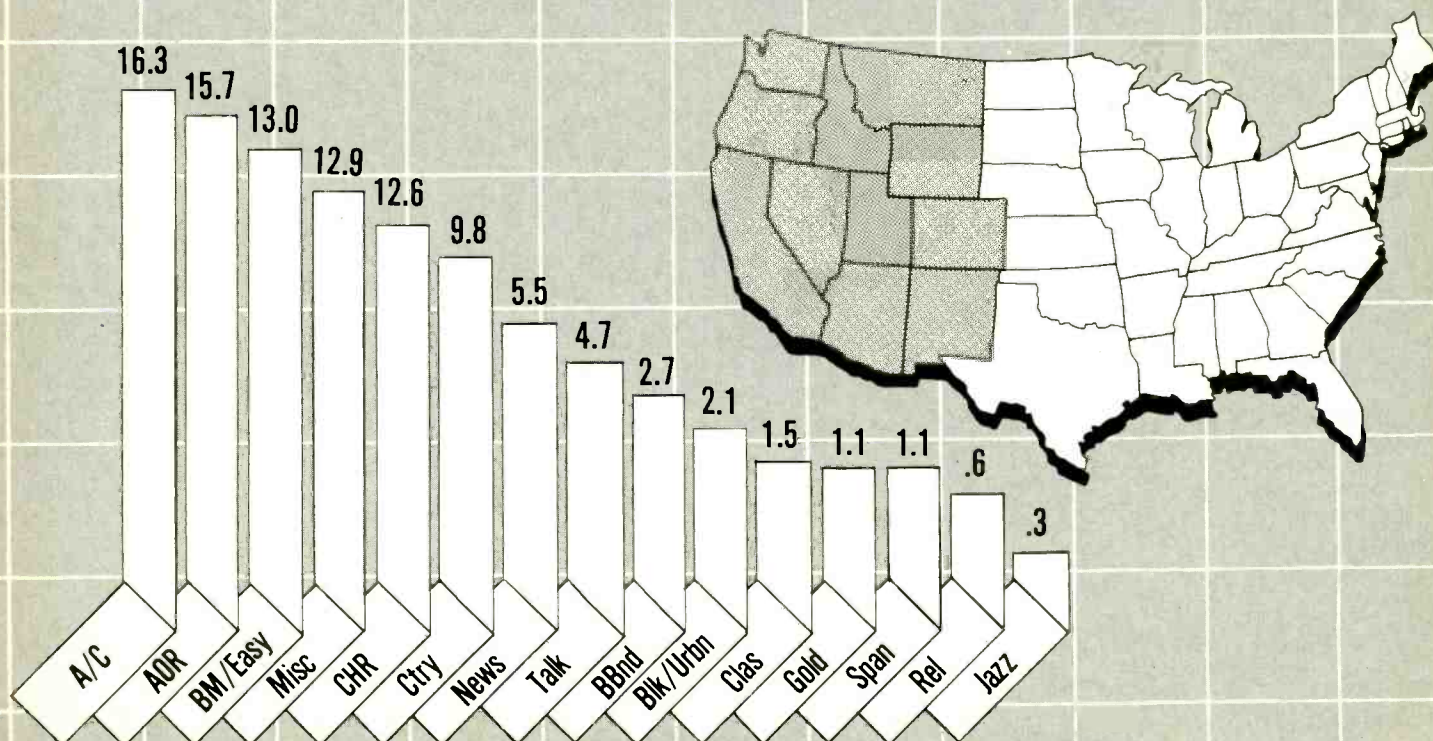 16.3
15.7
13.0
12.9
12.6
9.8
5.5
4.7
2.7
2.1
1.5
1.1
1.1
.6
.3
A/C
AOR
BM/Easy
Misc
CHR
Ctry
News
Talk
BBnd
Blk/Urbn
Clas
Gold
Span
Rel
Jazz